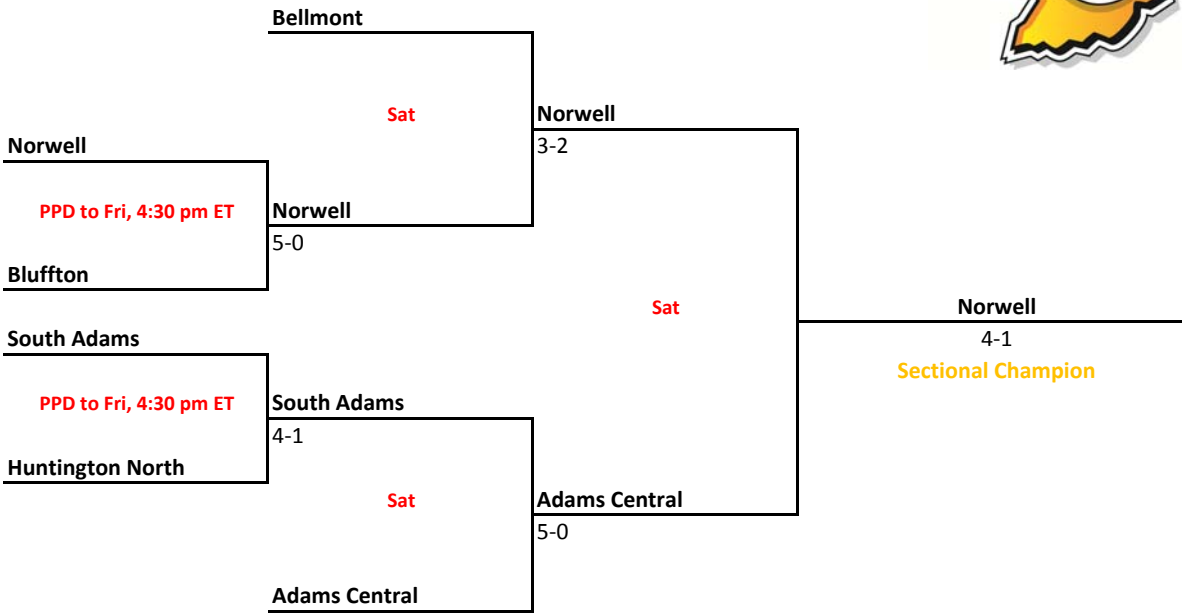 Bellmont
Sat
Norwell
Norwell
3-2
PPD to Fri, 4:30 pm ET
Norwell
5-0
Bluffton
Sat
Norwell
South Adams
4-1
Sectional Champion
PPD to Fri, 4:30 pm ET
South Adams
4-1
Huntington North
Sat
Adams Central
5-0
Adams Central